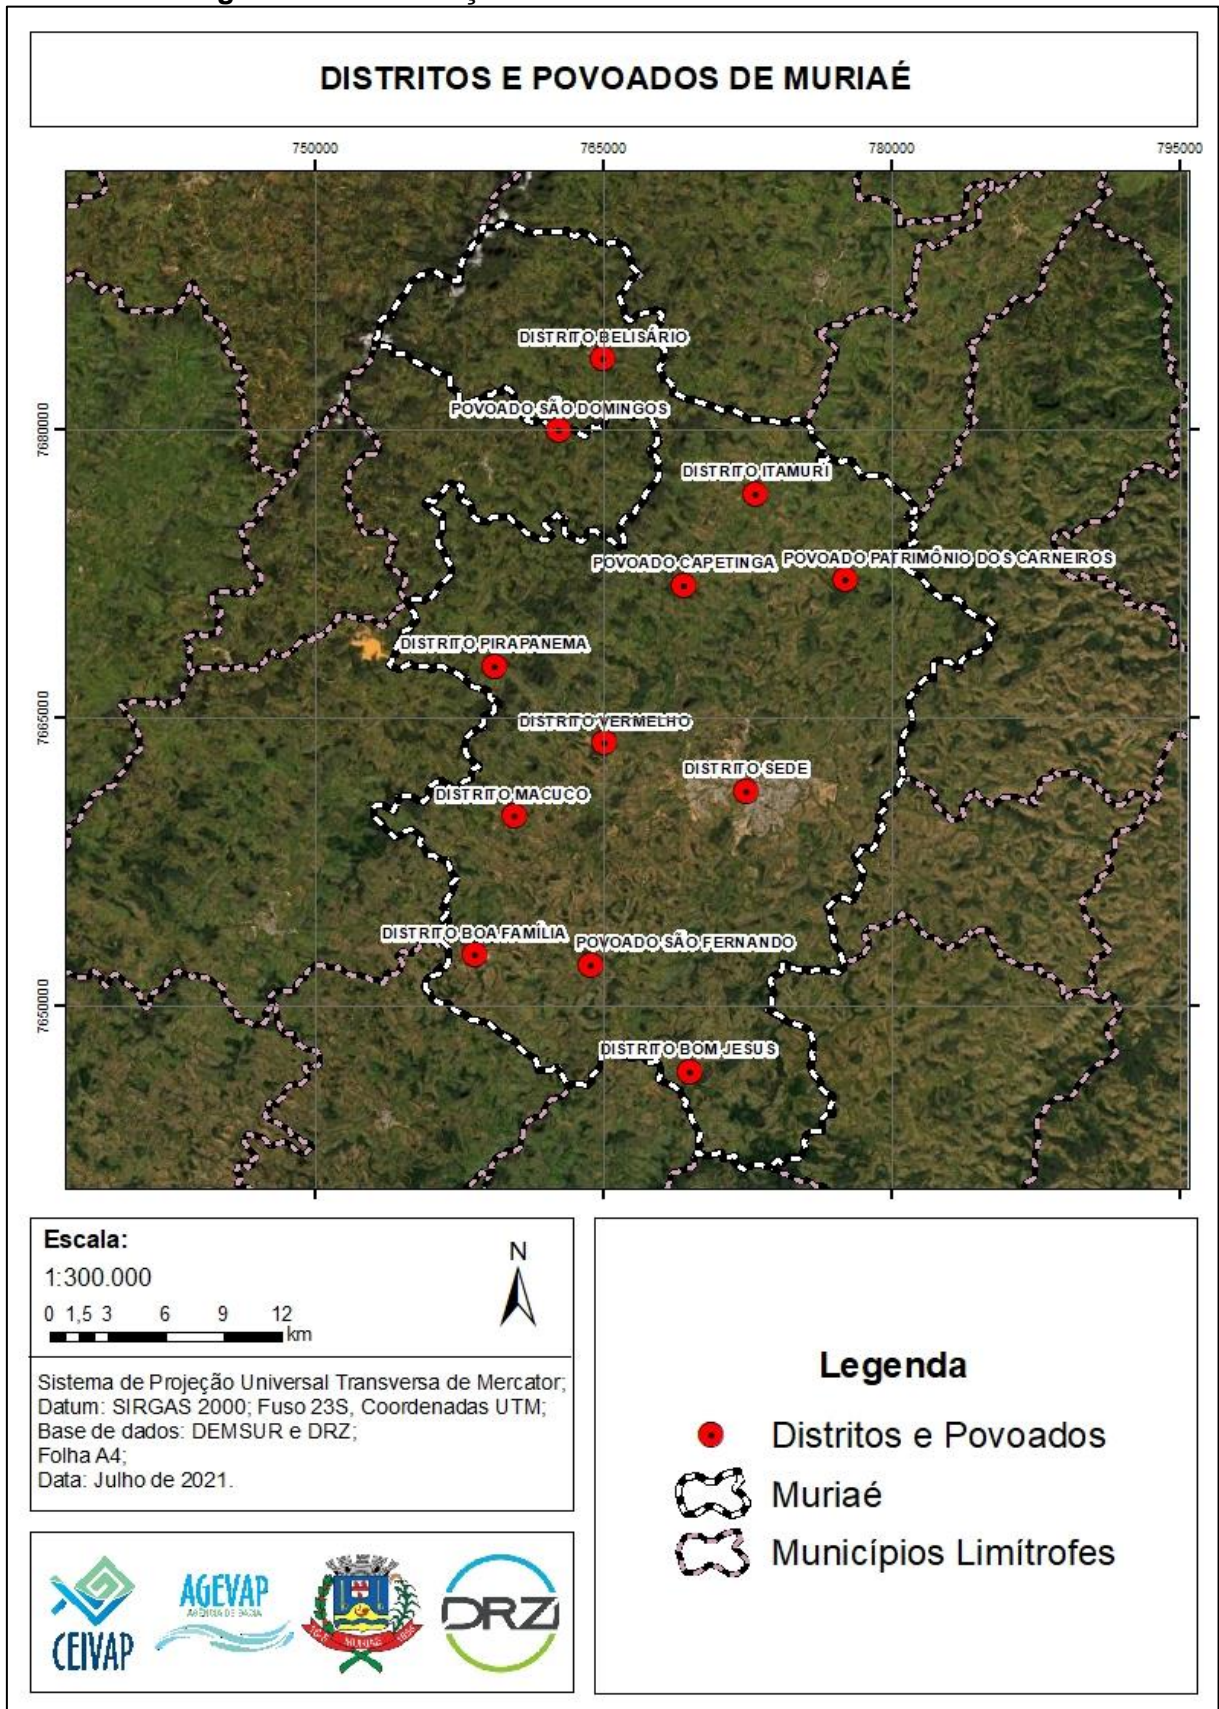 DISTRITOS E POVOADOS DE MURIAÉ
750000
765000
780000
795000
7680000
7665000
7650000
DISTRITO BELISÁRIO
POVOADO SÃO DOMINGOS
DISTRITO ITAMURI
POVOADO CAPETINGA
POVOADO PATRIMÔNIO DOS CARNEIROS
DISTRITO PIRAPANEMA
DISTRITO VERMELHO
DISTRITO SEDE
DISTRITO MACUCO
DISTRITO BOA FAMÍLIA
POVOADO SÃO FERNANDO
DISTRITO BOM JESUS
Escala:
1:300.000
0 1,5 3 6 9 12
km
N
Sistema de Projeção Universal Transversa de Mercator;
Datum: SIRGAS 2000; Fuso 23S, Coordenadas UTM;
Base de dados: DEMSUR e DRZ;
Folha A4;
Data: Julho de 2021.
Legenda
Distritos e Povoados
Muriaé
Municípios Limítrofes
CEIVAP
AGEVAP
AGÊNCIA DE BACIA
MURIAÉ
DRZ